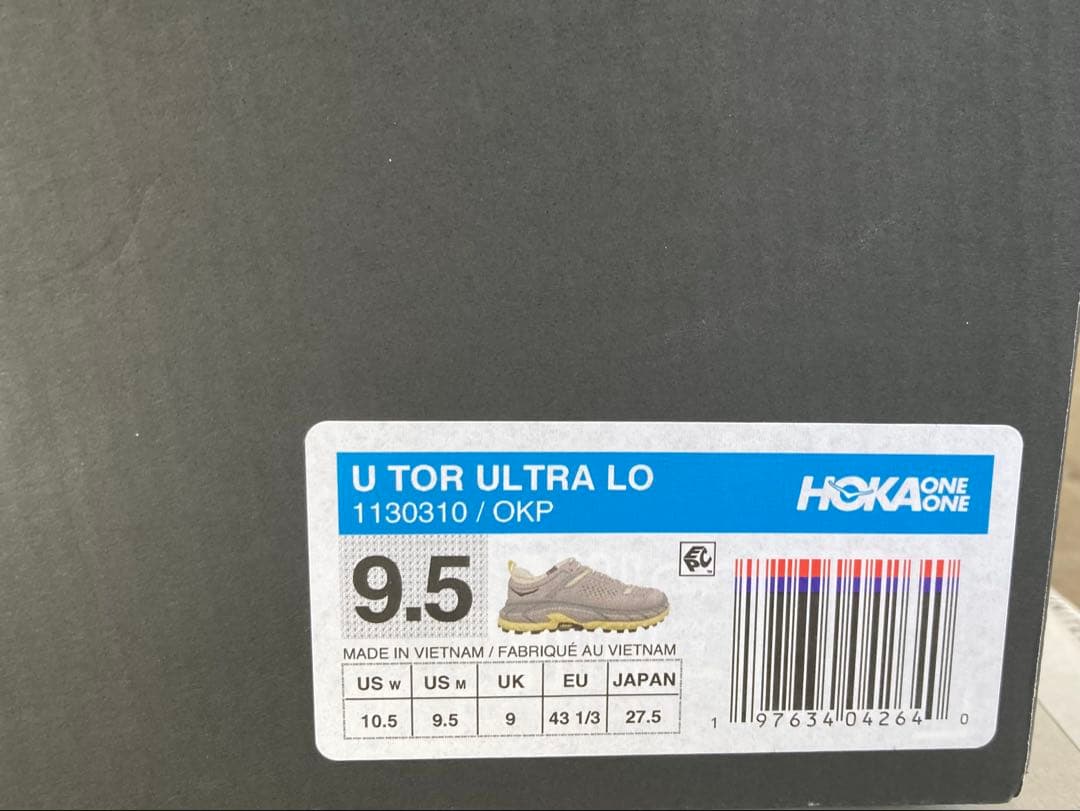 U TOR ULTRA LO
1130310 / OKP
HOKA ONE ONE
9.5
EPC
MADE IN VIETNAM / FABRIQUÉ AU VIETNAM
US W US M UK EU JAPAN
10.5 9.5 9 43 1/3 27.5
1 97634 04264 0